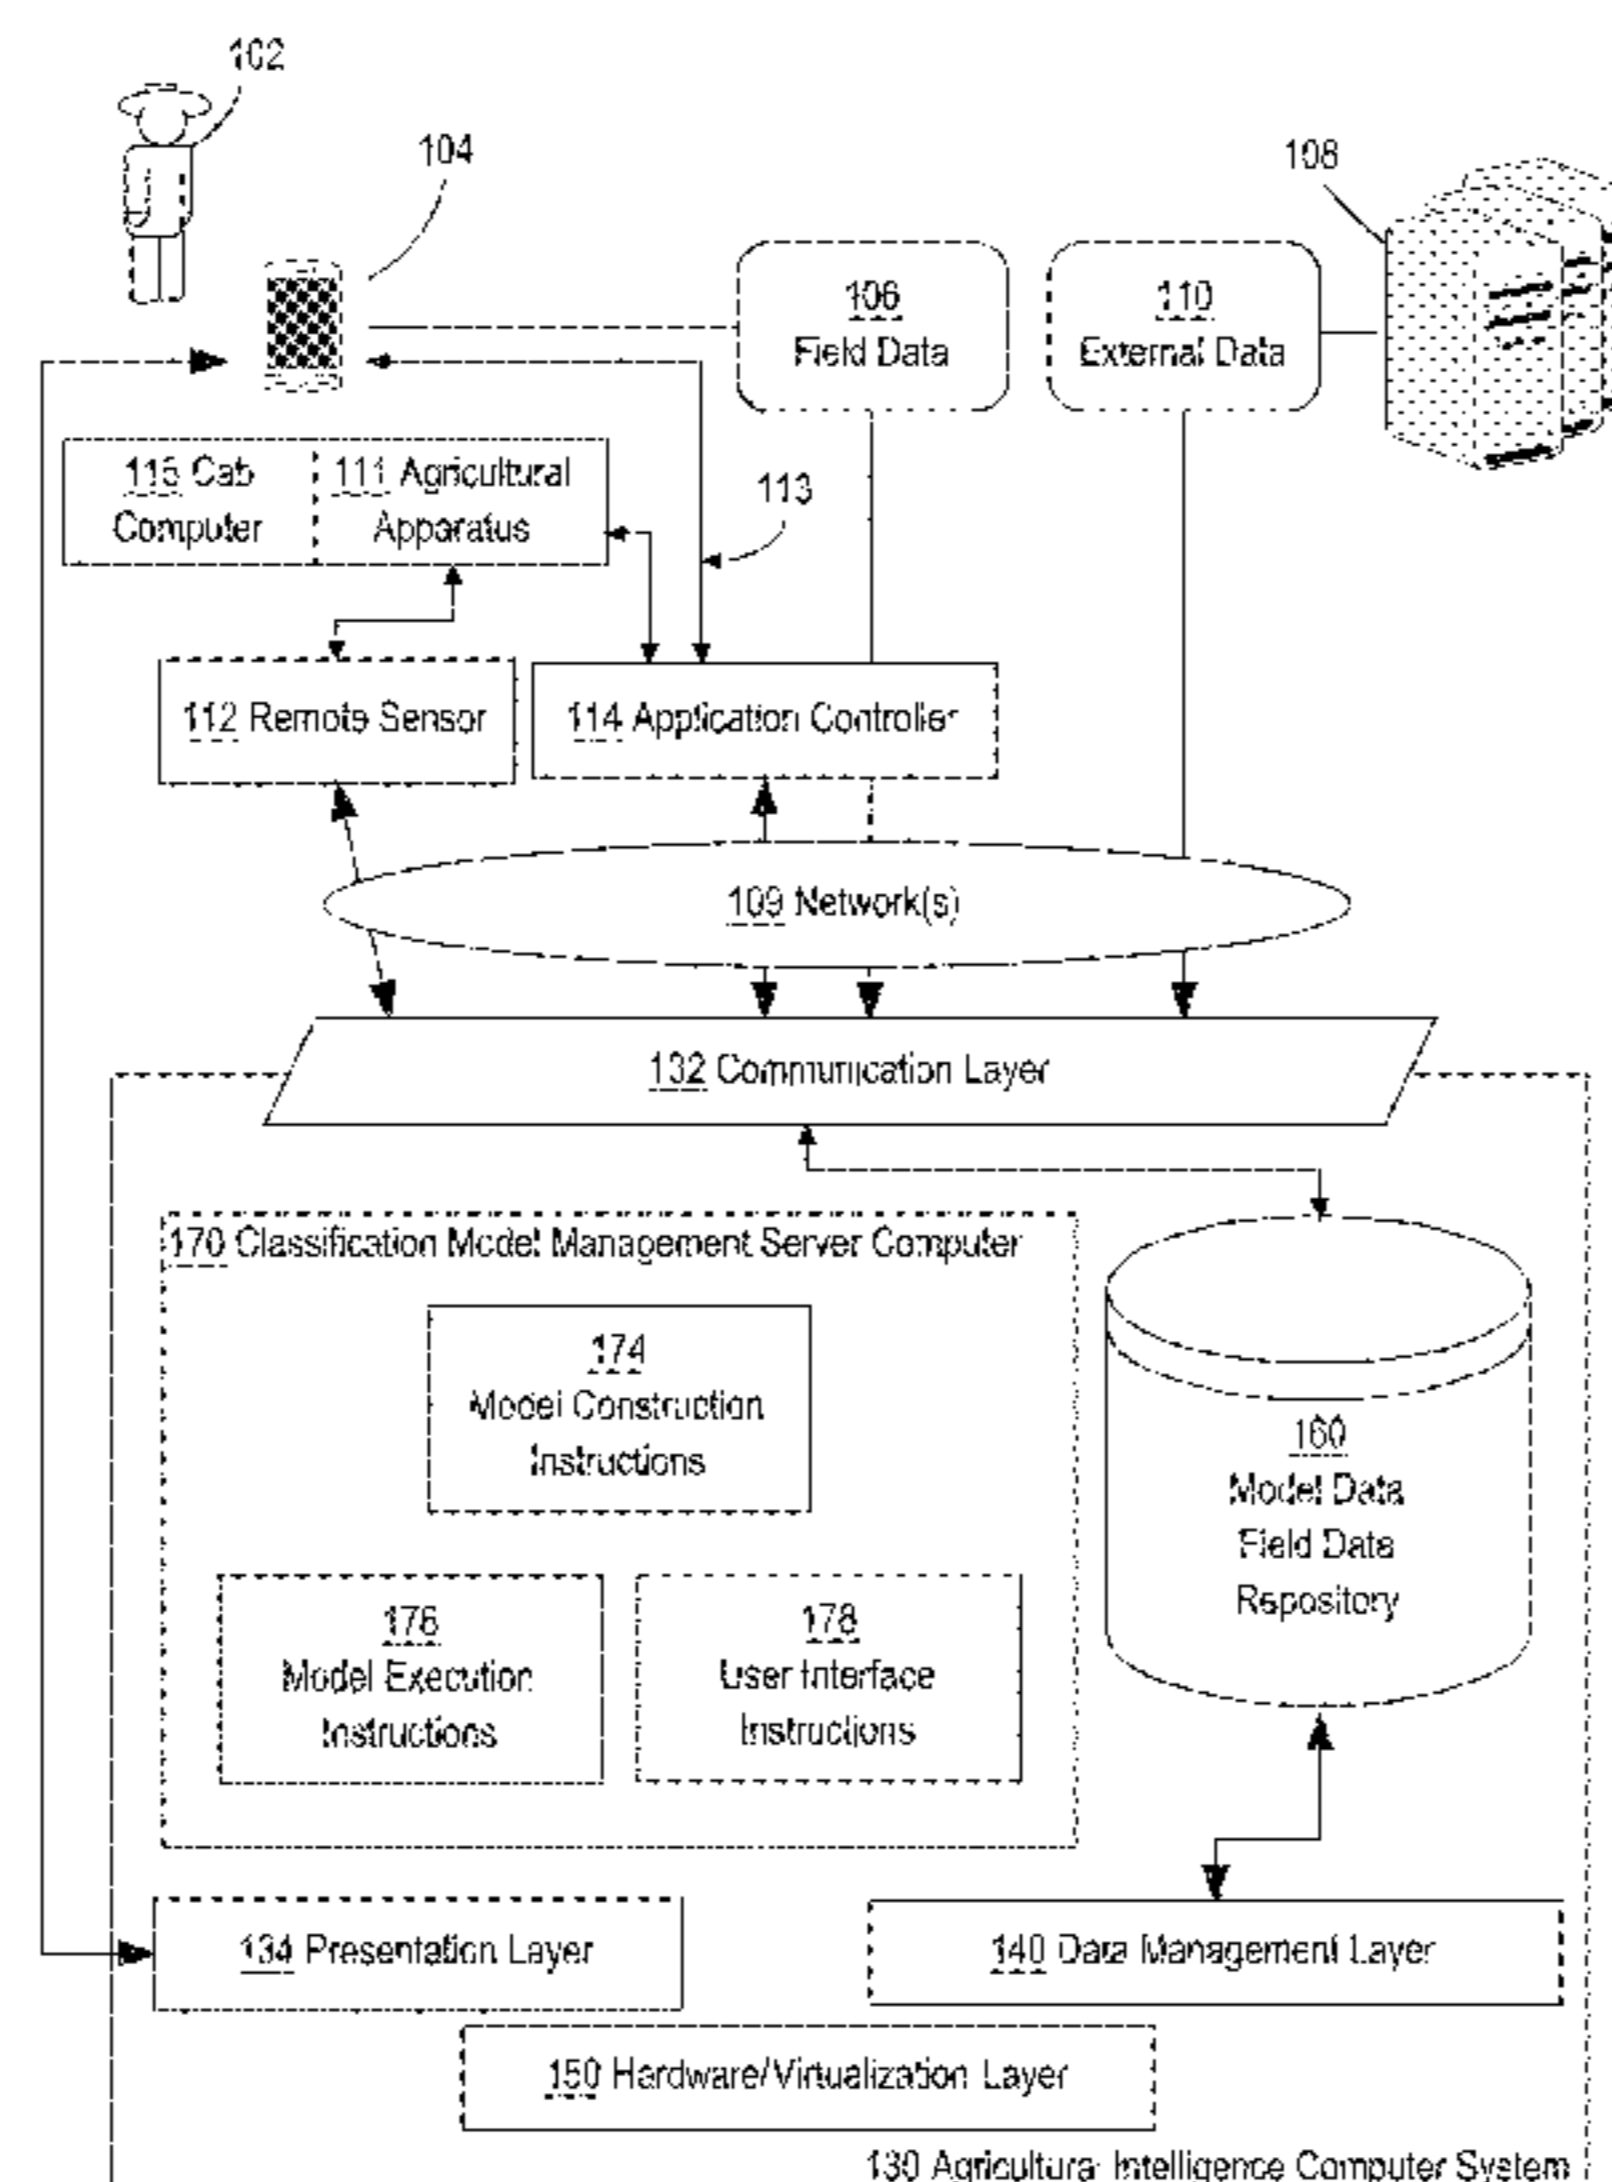 102
104
108
106
Field Data
110
External Data
115 Cab
Computer
111 Agricultural
Apparatus
113
112 Remote Sensor
114 Application Controller
109 Network(s)
132 Communication Layer
170 Classification Model Management Server Computer
174
Model Construction
Instructions
160
Model Data
Field Data
Repository
176
Model Execution
Instructions
178
User Interface
Instructions
134 Presentation Layer
140 Data Management Layer
150 Hardware/Virtualization Layer
130 Agricultural Intelligence Computer System